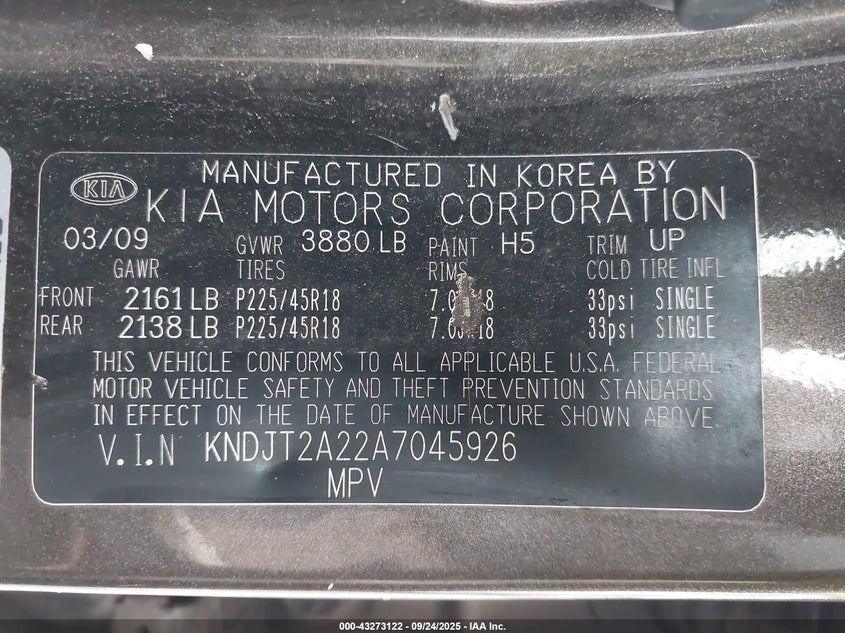 MANUFACTURED IN KOREA BY
KIA KIA MOTORS CORPORATION
03/09 GVWR 3880 LB PAINT H5 TRIM UP
GAWR TIRES RIMS COLD TIRE INFL
FRONT 2161 LB P225/45R18 33psi SINGLE
REAR 2138 LB P225/45R18 33psi SINGLE
THIS VEHICLE CONFORMS TO ALL APPLICABLE U.S.A. FEDERAL
MOTOR VEHICLE SAFETY AND THEFT PREVENTION STANDARDS
IN EFFECT ON THE DATE OF MANUFACTURE SHOWN ABOVE.
V.I.N KNDJT2A22A7045926
MPV
000-43273122 - 09/24/2025 - IAA Inc.